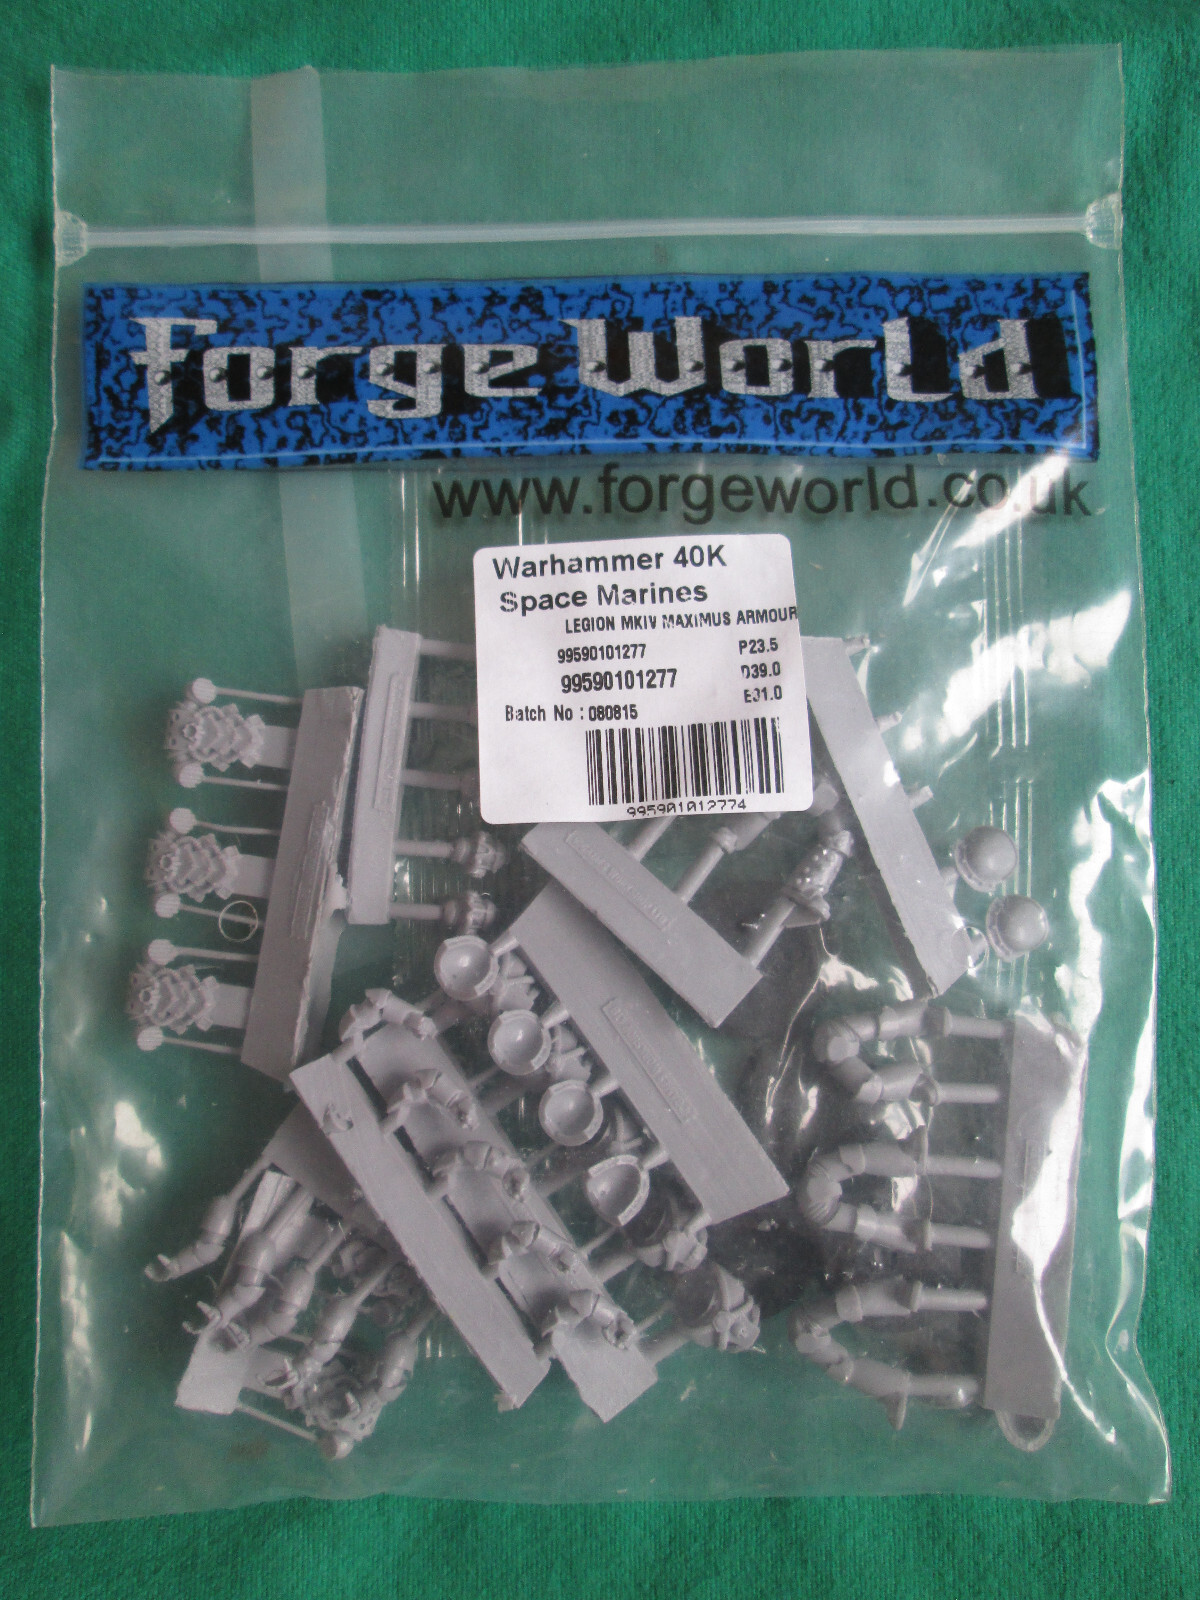 Forge World
www.forgeworld.co.uk
Warhammer 40K
Space Marines
LEGION MKIV MAXIMUS ARMOUR
99590101277 P23.5
99590101277 D39.0
Batch No : 080815 E31.0
995901012774